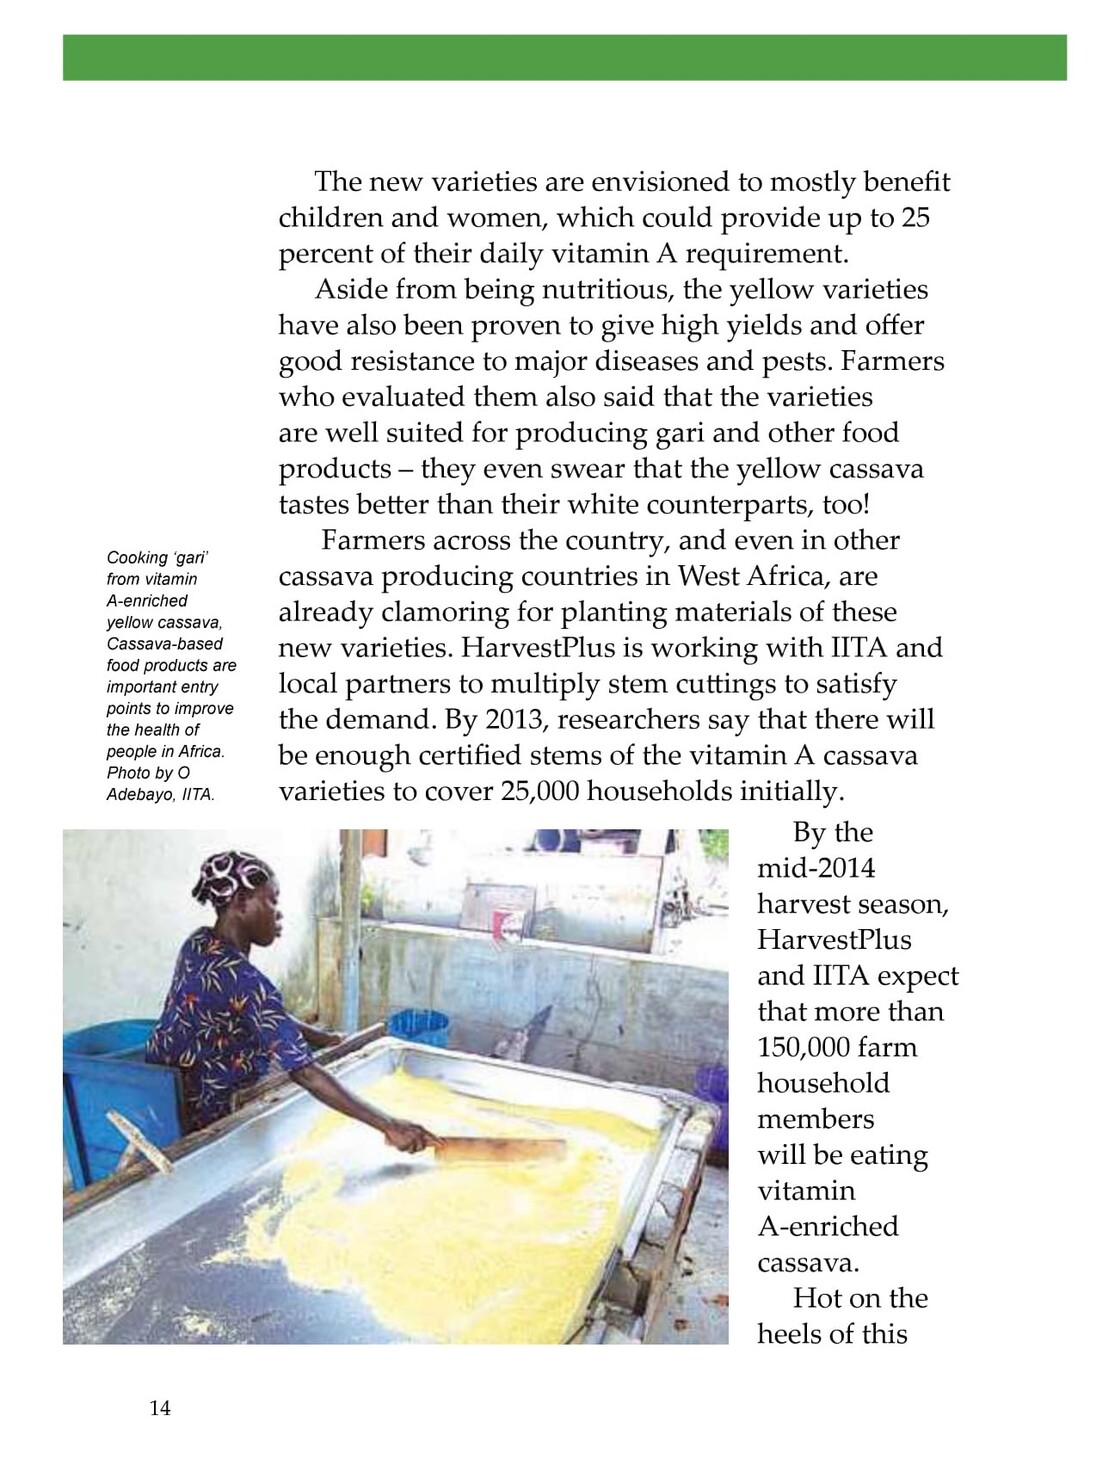 The new varieties are envisioned to mostly benefit
children and women, which could provide up to 25
percent of their daily vitamin A requirement.
Aside from being nutritious, the yellow varieties
have also been proven to give high yields and offer
good resistance to major diseases and pests. Farmers
who evaluated them also said that the varieties
are well suited for producing gari and other food
products – they even swear that the yellow cassava
tastes better than their white counterparts, too!
Farmers across the country, and even in other
cassava producing countries in West Africa, are
already clamoring for planting materials of these
new varieties. HarvestPlus is working with IITA and
local partners to multiply stem cuttings to satisfy
the demand. By 2013, researchers say that there will
be enough certified stems of the vitamin A cassava
varieties to cover 25,000 households initially.
Cooking ‘gari’
from vitamin
A-enriched
yellow cassava,
Cassava-based
food products are
important entry
points to improve
the health of
people in Africa.
Photo by O
Adebayo, IITA.
By the
mid-2014
harvest season,
HarvestPlus
and IITA expect
that more than
150,000 farm
household
members
will be eating
vitamin
A-enriched
cassava.
Hot on the
heels of this
14